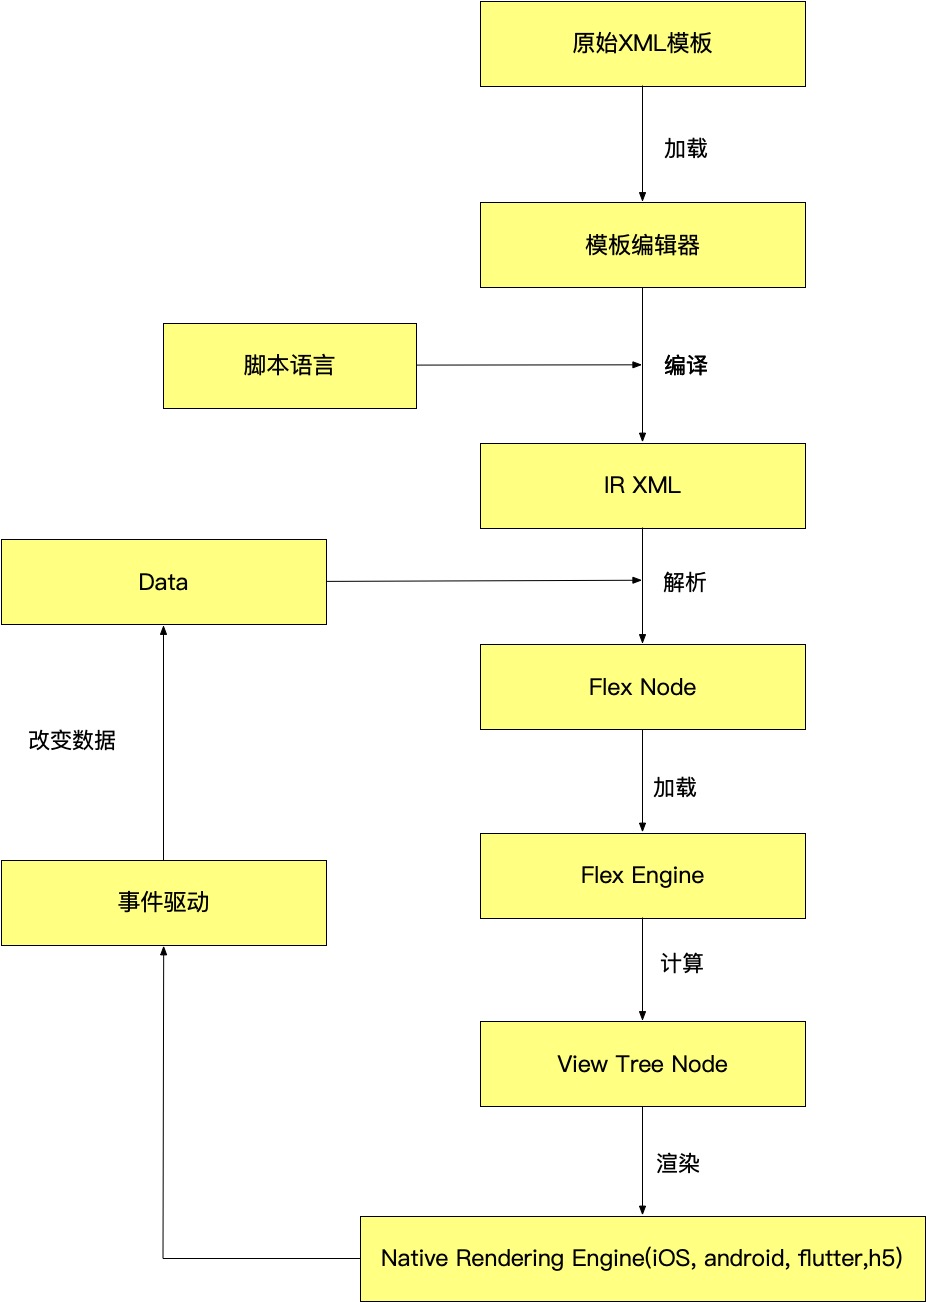 原始XML模板
加载
模板编辑器
脚本语言
编译
IR XML
Data
解析
Flex Node
改变数据
加载
Flex Engine
事件驱动
计算
View Tree Node
渲染
Native Rendering Engine(iOS, android, flutter,h5)